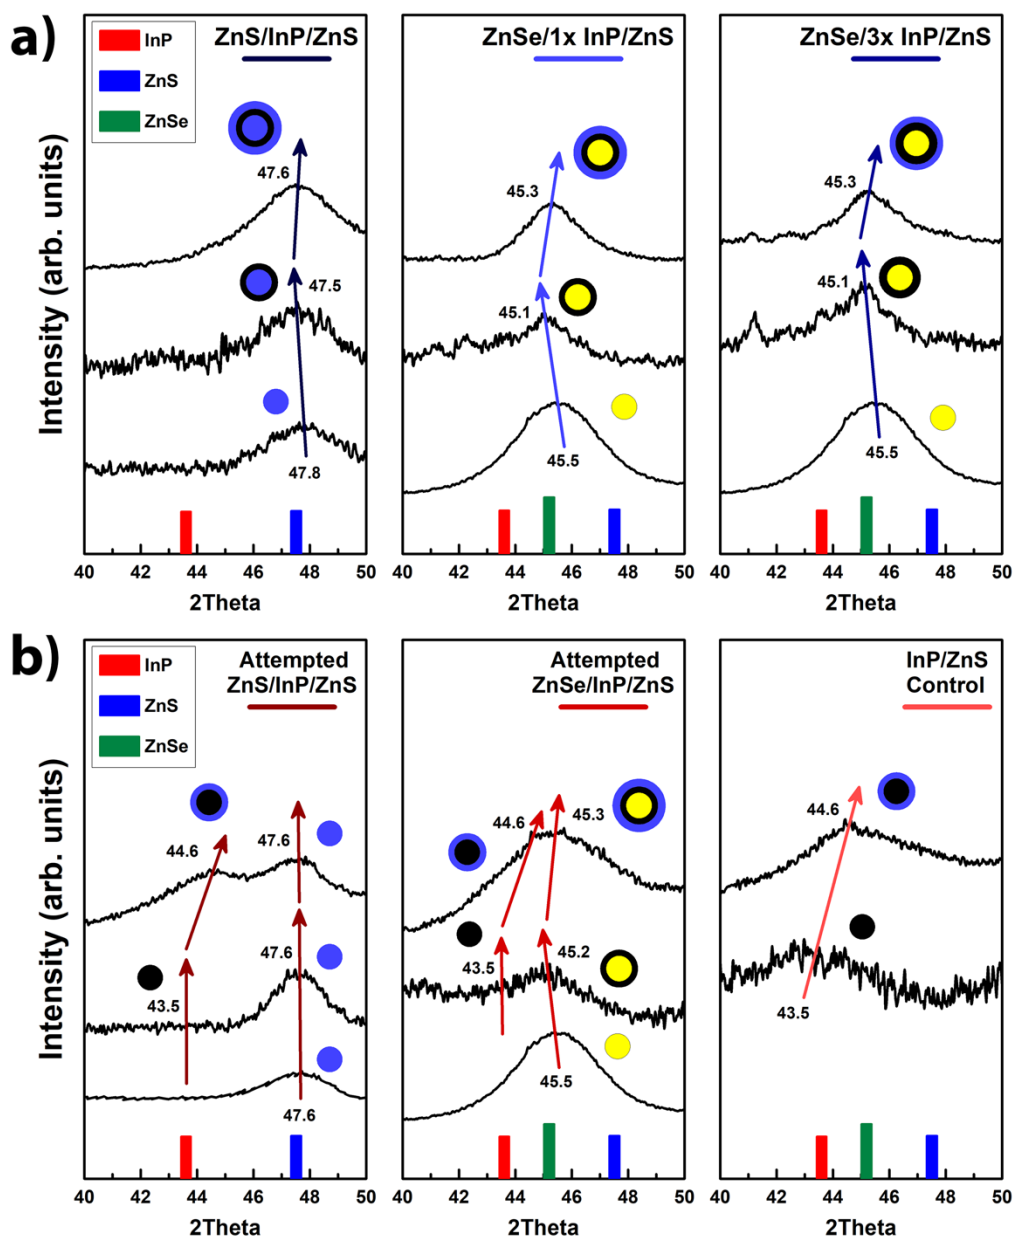 a)
InP
ZnS
ZnSe
ZnS/InP/ZnS
47.6
47.5
47.8
Intensity (arb. units)
40 42 44 46 48 50
2Theta
ZnSe/1x InP/ZnS
45.3
45.1
45.5
40 42 44 46 48 50
2Theta
ZnSe/3x InP/ZnS
45.3
45.1
45.5
40 42 44 46 48 50
2Theta
b)
InP
ZnS
ZnSe
Attempted
ZnS/InP/ZnS
44.6
47.6
47.6
43.5
47.6
Intensity (arb. units)
40 42 44 46 48 50
2Theta
Attempted
ZnSe/InP/ZnS
44.6
45.3
45.2
43.5
45.5
40 42 44 46 48 50
2Theta
InP/ZnS
Control
44.6
43.5
40 42 44 46 48 50
2Theta